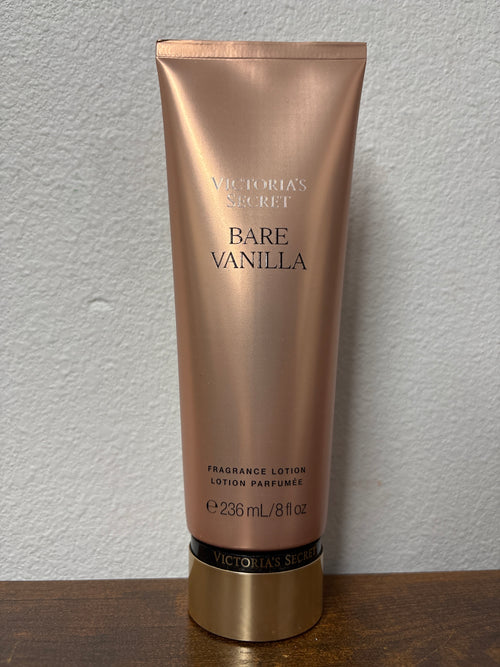 VICTORIA'S
SECRET
BARE
VANILLA
FRAGRANCE LOTION
LOTION PARFUMÉE
℮ 236 mL/8 fl oz
VICTORIA'S SECRET